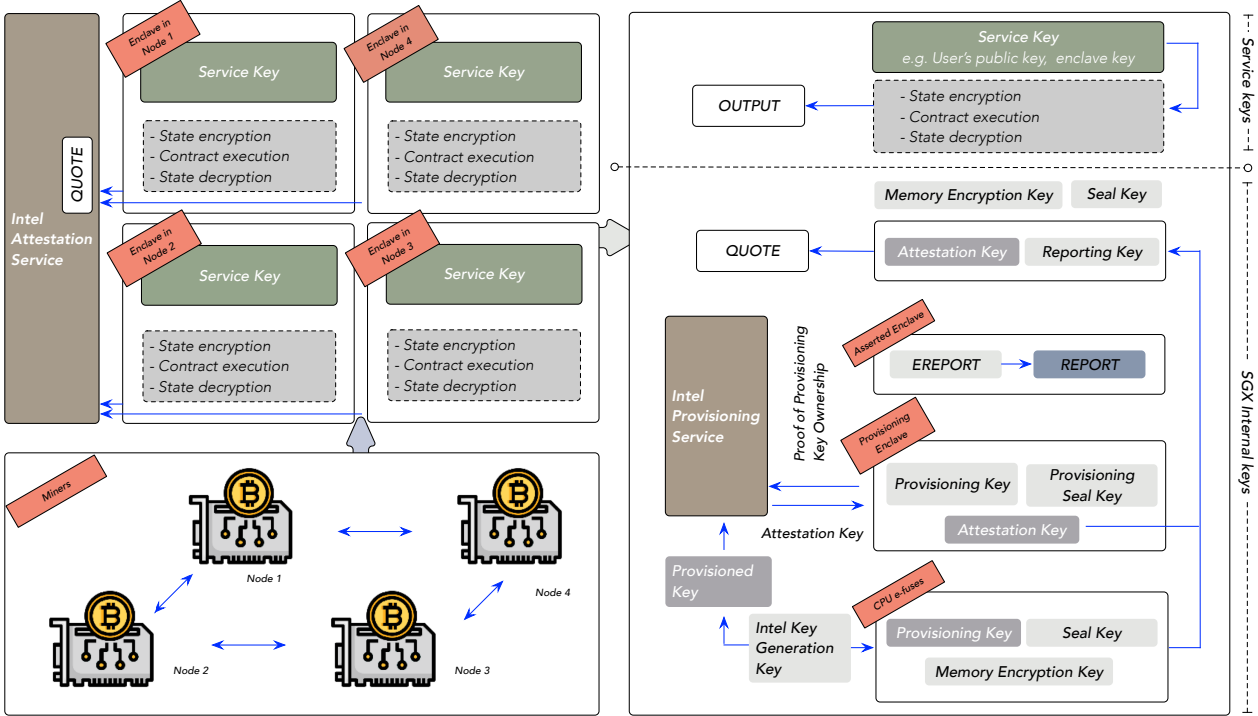 Intel
Attestation
Service
QUOTE
Enclave in
Node 1
Service Key
- State encryption
- Contract execution
- State decryption
Enclave in
Node 4
Service Key
- State encryption
- Contract execution
- State decryption
Enclave in
Node 2
Service Key
- State encryption
- Contract execution
- State decryption
Enclave in
Node 3
Service Key
- State encryption
- Contract execution
- State decryption
Miners
Node 1
Node 4
Node 2
Node 3
Service Key
e.g. User's public key, enclave key
OUTPUT
- State encryption
- Contract execution
- State decryption
Service keys
Memory Encryption Key
Seal Key
QUOTE
Attestation Key
Reporting Key
Asserted Enclave
EREPORT
REPORT
Intel
Provisioning
Service
Proof of Provisioning
Key Ownership
Provisioning
Enclave
Provisioning Key
Provisioning
Seal Key
Attestation Key
Attestation Key
Provisioned
Key
Intel Key
Generation
Key
CPU e-fuses
Provisioning Key
Seal Key
Memory Encryption Key
SGX Internal keys